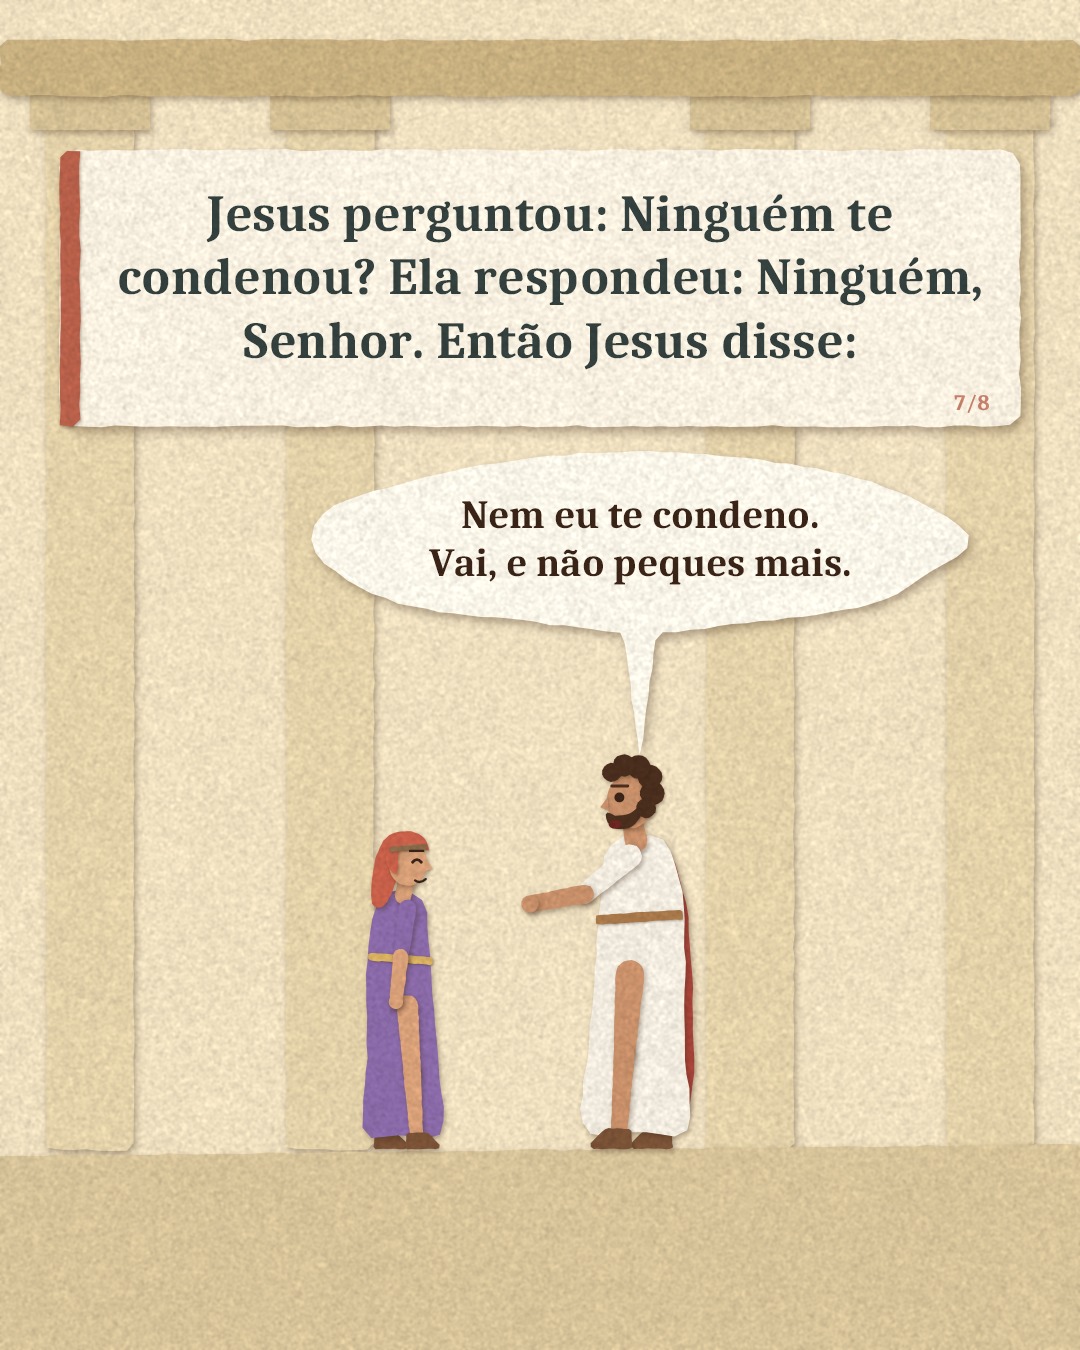 Jesus perguntou: Ninguém te
condenou? Ela respondeu: Ninguém,
Senhor. Então Jesus disse:
7/8
Nem eu te condeno.
Vai, e não peques mais.